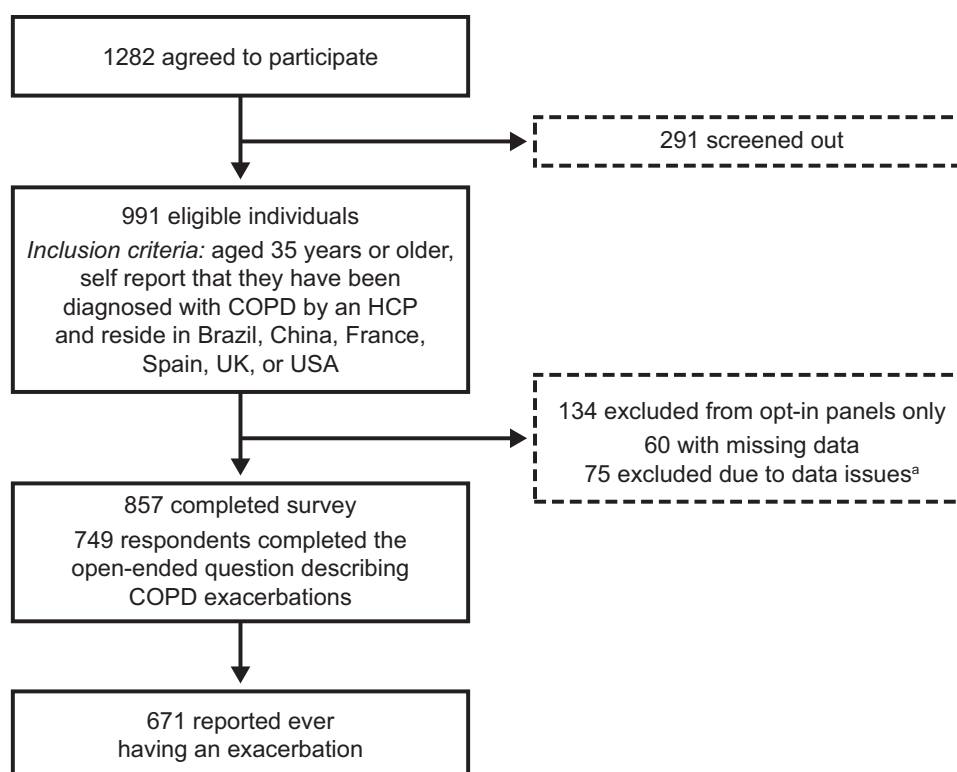 1282 agreed to participate
291 screened out
991 eligible individuals
Inclusion criteria: aged 35 years or older,
self report that they have been
diagnosed with COPD by an HCP
and reside in Brazil, China, France,
Spain, UK, or USA
134 excluded from opt-in panels only
60 with missing data
75 excluded due to data issuesᵃ
857 completed survey
749 respondents completed the
open-ended question describing
COPD exacerbations
671 reported ever
having an exacerbation